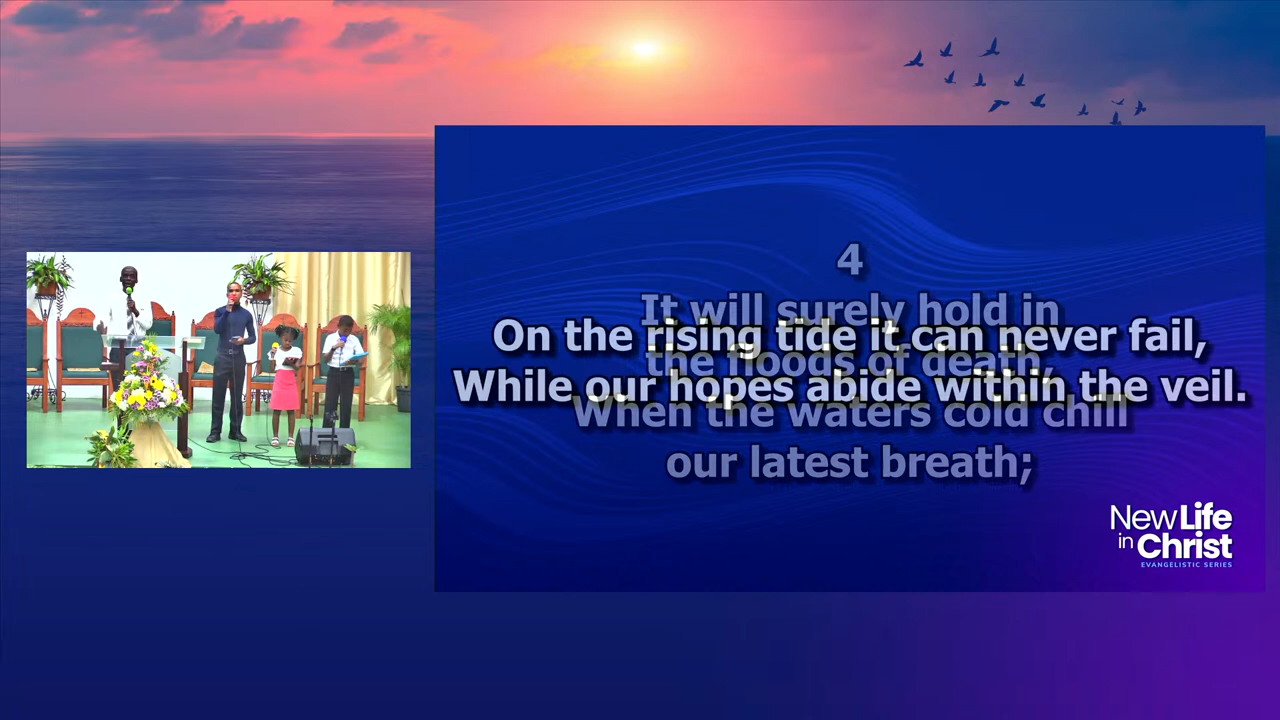 4
It will surely hold in
the floods of death,
When the waters cold chill
our latest breath;
On the rising tide it can never fail,
While our hopes abide within the veil.
New Life
in Christ
EVANGELISTIC SERIES